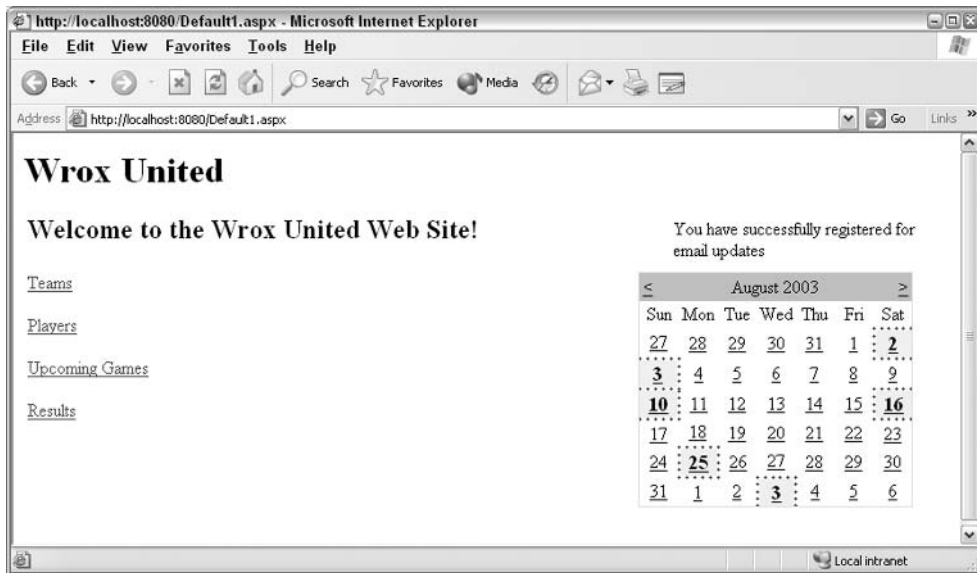 http://localhost:8080/Default1.aspx - Microsoft Internet Explorer
File Edit View Favorites Tools Help
Back Search Favorites Media
Address http://localhost:8080/Default1.aspx Go Links »
Wrox United
Welcome to the Wrox United Web Site!
You have successfully registered for
email updates
Teams
Players
Upcoming Games
Results
< August 2003 >
Sun Mon Tue Wed Thu Fri Sat
27 28 29 30 31 1 2
3 4 5 6 7 8 9
10 11 12 13 14 15 16
17 18 19 20 21 22 23
24 25 26 27 28 29 30
31 1 2 3 4 5 6
Local intranet